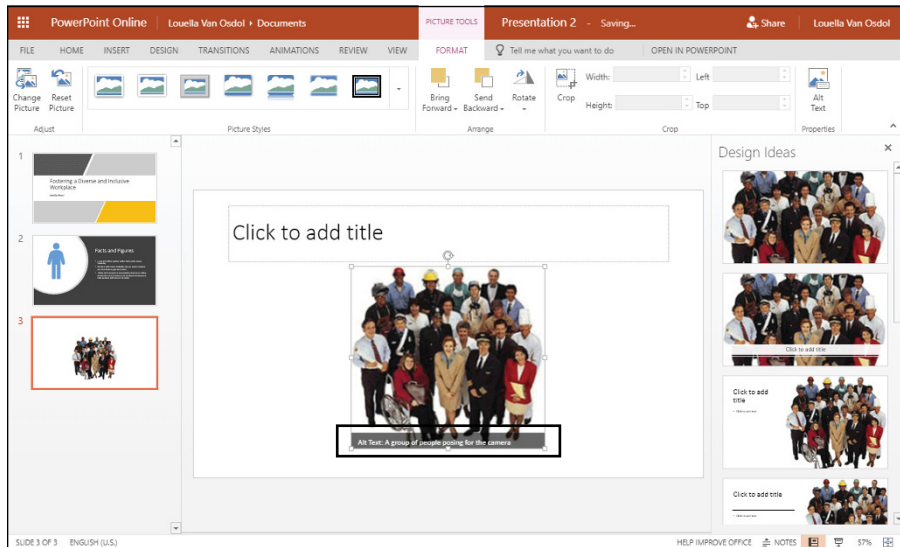 PowerPoint Online
Louella Van Osdol ▸ Documents
PICTURE TOOLS
Presentation 2 - Saving...
Share
Louella Van Osdol
FILE HOME INSERT DESIGN TRANSITIONS ANIMATIONS REVIEW VIEW FORMAT Tell me what you want to do OPEN IN POWERPOINT
Change
Picture
Reset
Picture
Bring
Forward
Send
Backward
Rotate
Crop
Width:
Height:
Left
Top
Alt
Text
Adjust Picture Styles Arrange Crop Properties
1
Fostering a Diverse and Inclusive
Workplace
2
Facts and Figures
3
Click to add title
Alt Text: A group of people posing for the camera
Design Ideas
Click to add title
Click to add
title
Click to add title
SLIDE 3 OF 3 ENGLISH (U.S.) HELP IMPROVE OFFICE NOTES 57%